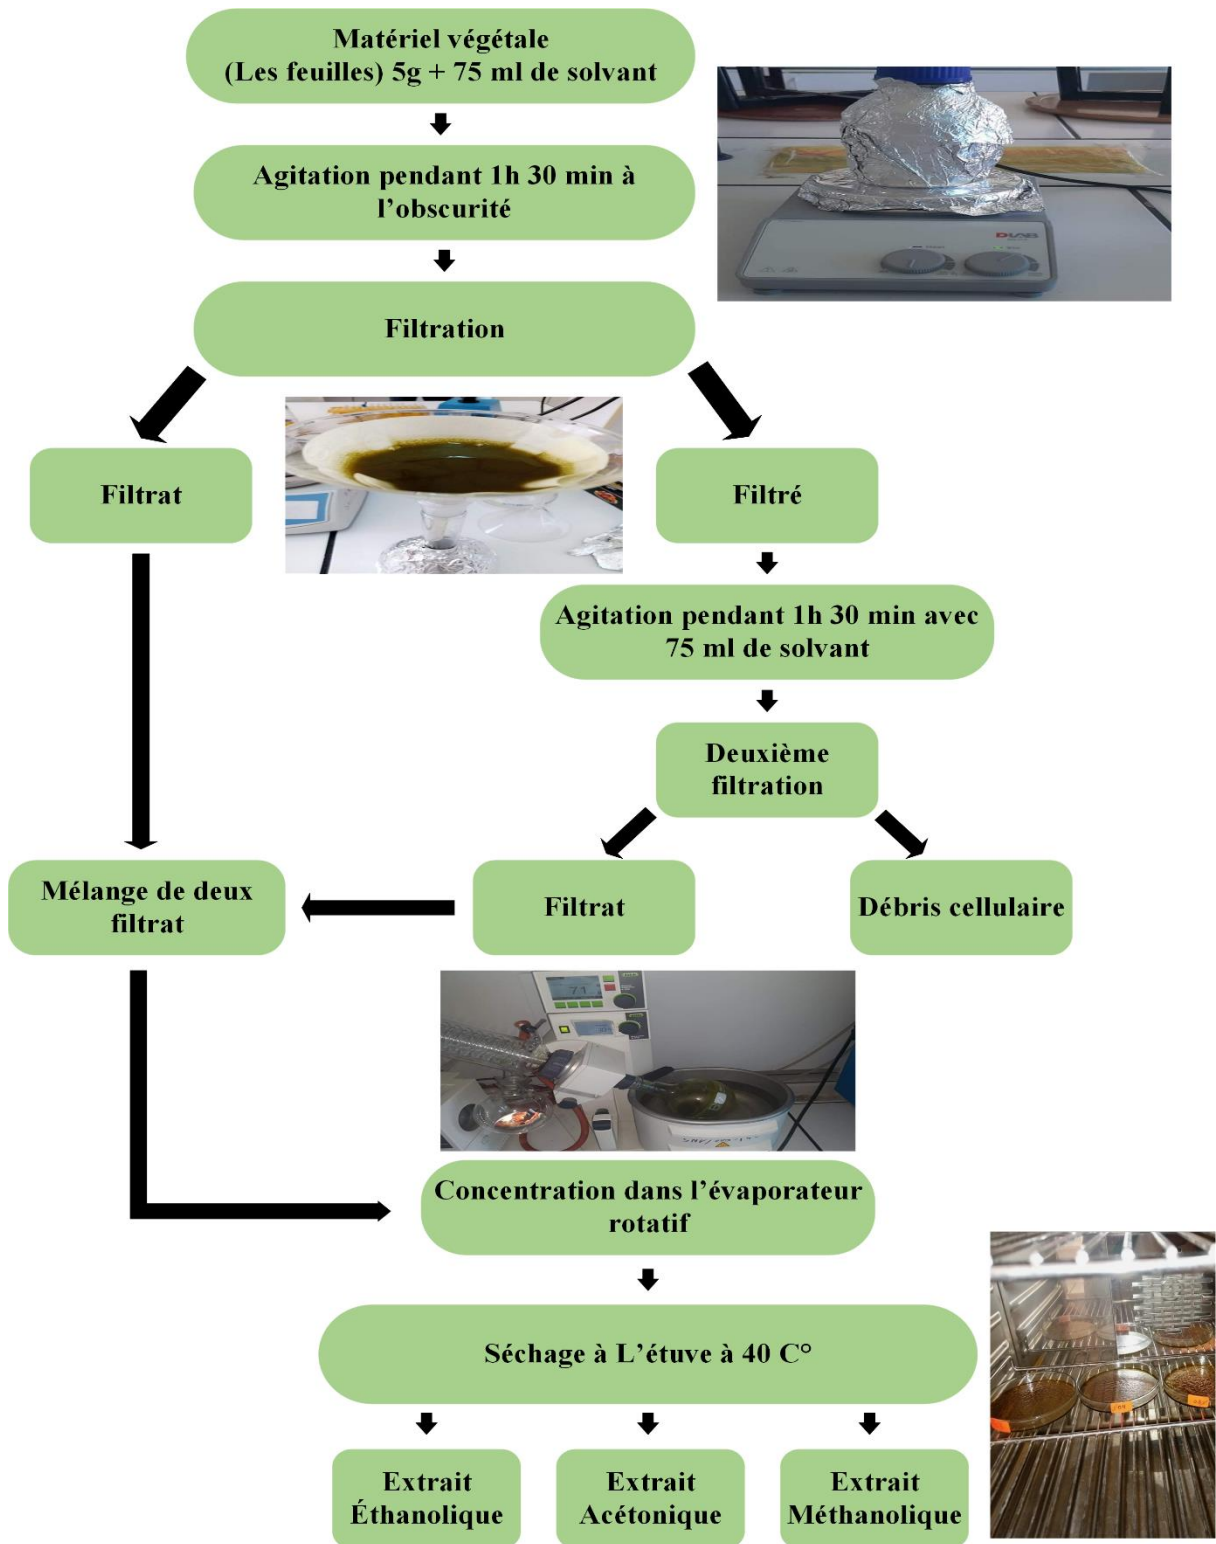 Matériel végétale
(Les feuilles) 5g + 75 ml de solvant
Agitation pendant 1h 30 min à
l’obscurité
DLAB
Filtration
Filtrat
Filtré
Agitation pendant 1h 30 min avec
75 ml de solvant
Deuxième
filtration
Mélange de deux
filtrat
Filtrat
Débris cellulaire
71
Concentration dans l’évaporateur
rotatif
Séchage à L’étuve à 40 C°
Extrait
Éthanolique
Extrait
Acétonique
Extrait
Méthanolique